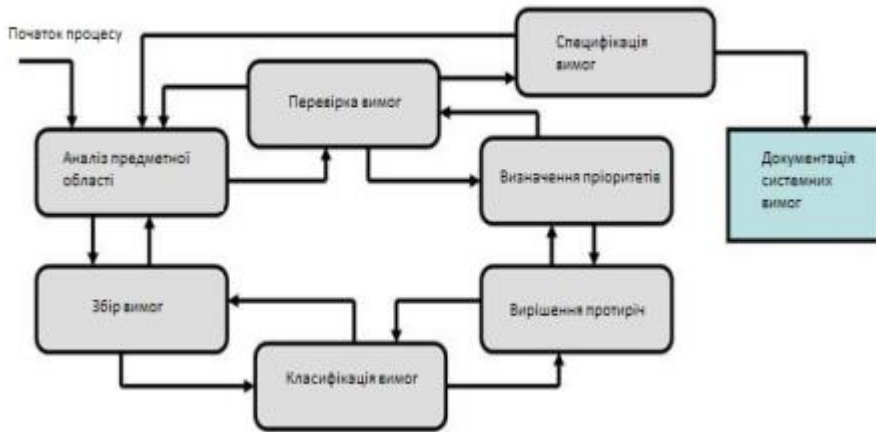 Початок процесу
Специфікація
вимог
Перевірка вимог
Аналіз предметної
області
Визначення пріоритетів
Документація
системних
вимог
Збір вимог
Вирішення протиріч
Класифікація вимог